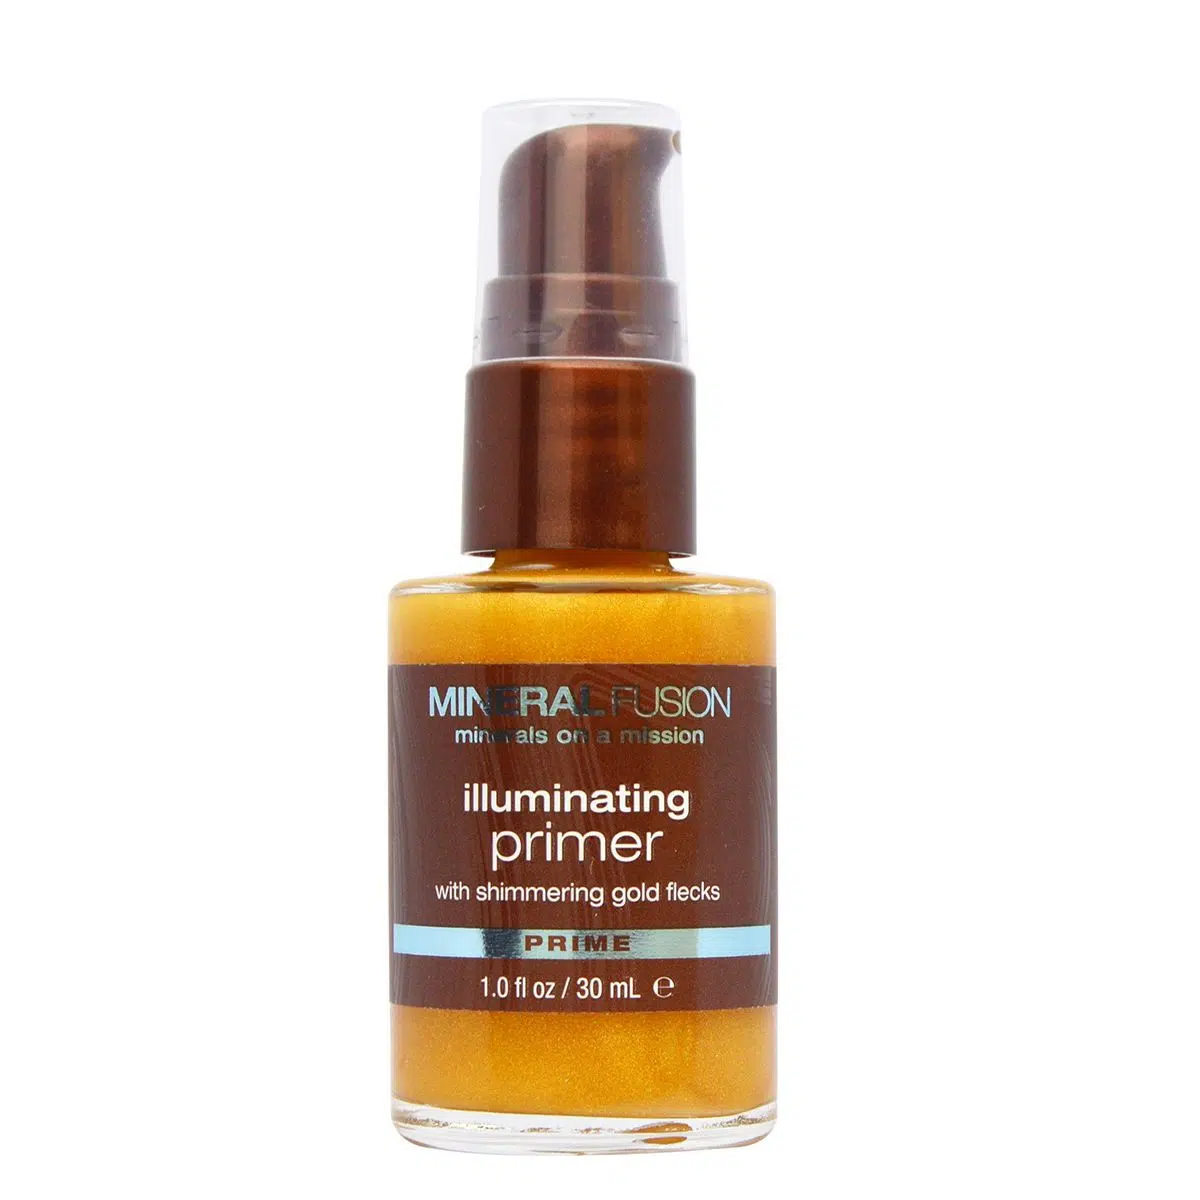 MINERAL FUSION
minerals on a mission
illuminating
primer
with shimmering gold flecks
PRIME
1.0 fl oz / 30 mL ℮